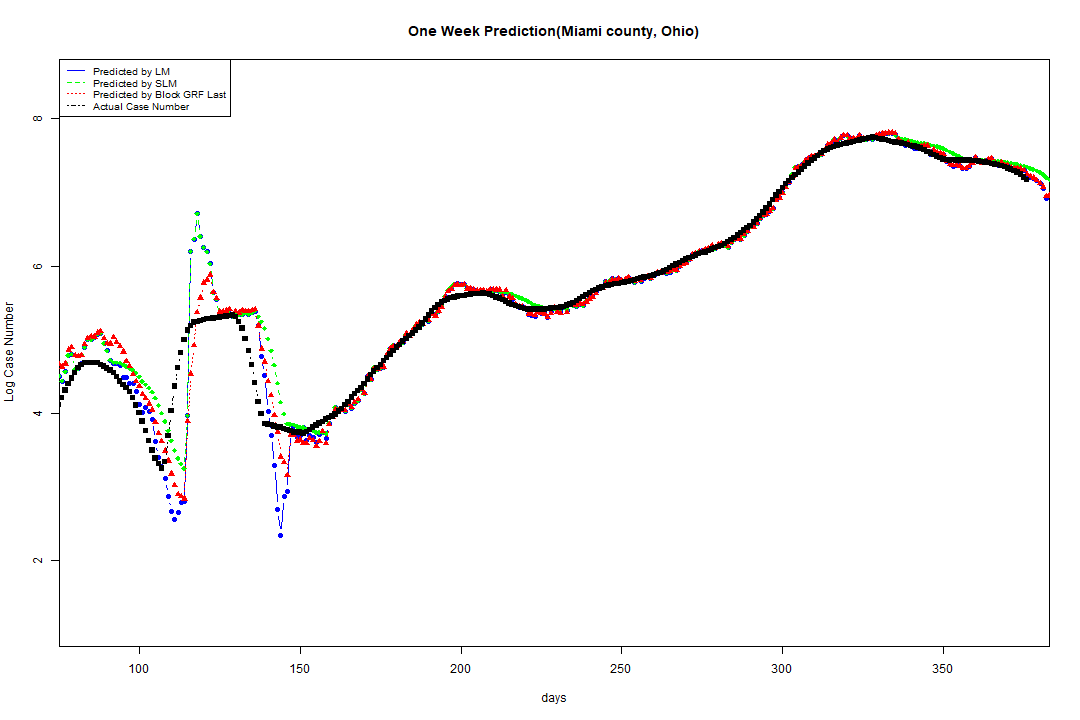 One Week Prediction(Miami county, Ohio)
Predicted by LM
Predicted by SLM
Predicted by Block GRF Last
Actual Case Number
8
6
4
2
Log Case Number
100 150 200 250 300 350
days